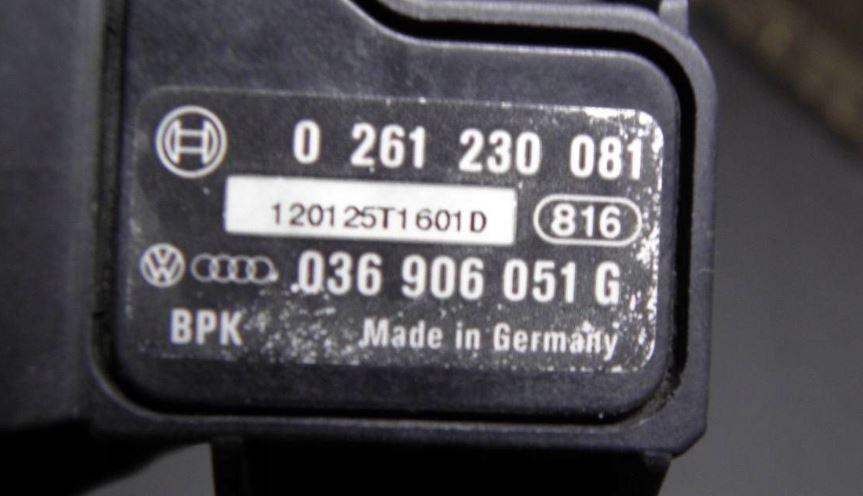 0 261 230 081
120125T1601D 816
036 906 051 G
BPK Made in Germany